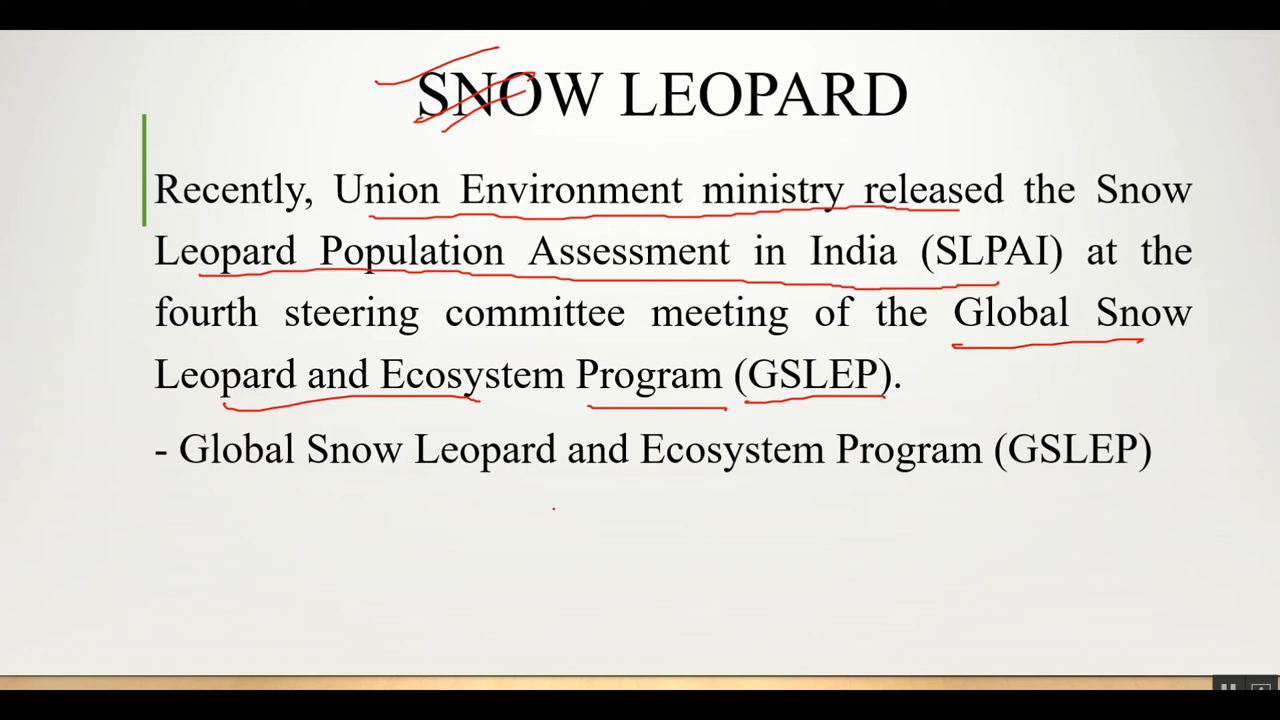 SNOW LEOPARD
Recently, Union Environment ministry released the Snow
Leopard Population Assessment in India (SLPAI) at the
fourth steering committee meeting of the Global Snow
Leopard and Ecosystem Program (GSLEP).
- Global Snow Leopard and Ecosystem Program (GSLEP)